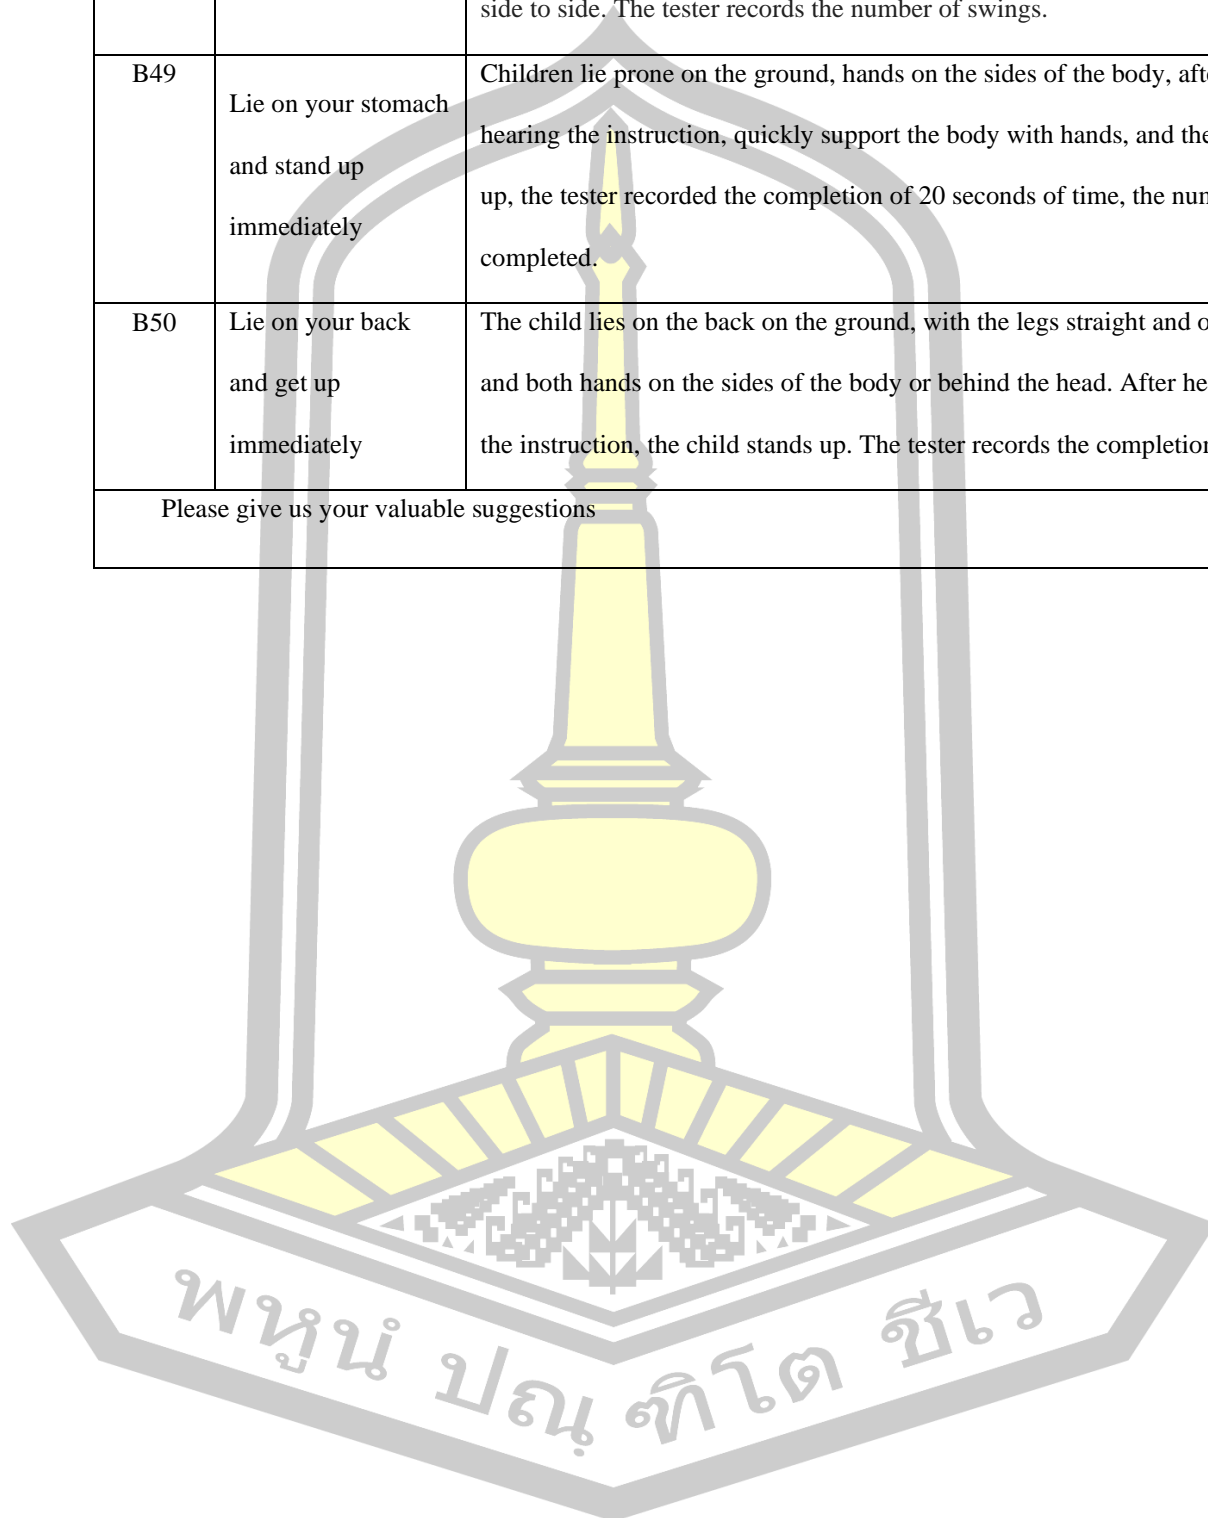 side to side. The tester records the number of swings.
B49
Lie on your stomach
and stand up
immediately
Children lie prone on the ground, hands on the sides of the body,
hearing the instruction, quickly support the body with hands, and
up, the tester recorded the completion of 20 seconds of time, the
completed.
B50
Lie on your back
and get up
immediately
The child lies on the back on the ground, with the legs straight and
and both hands on the sides of the body or behind the head. After
the instruction, the child stands up. The tester records the completion
Please give us your valuable suggestions
พหูนํ ปณฺฑิโต ชีเว